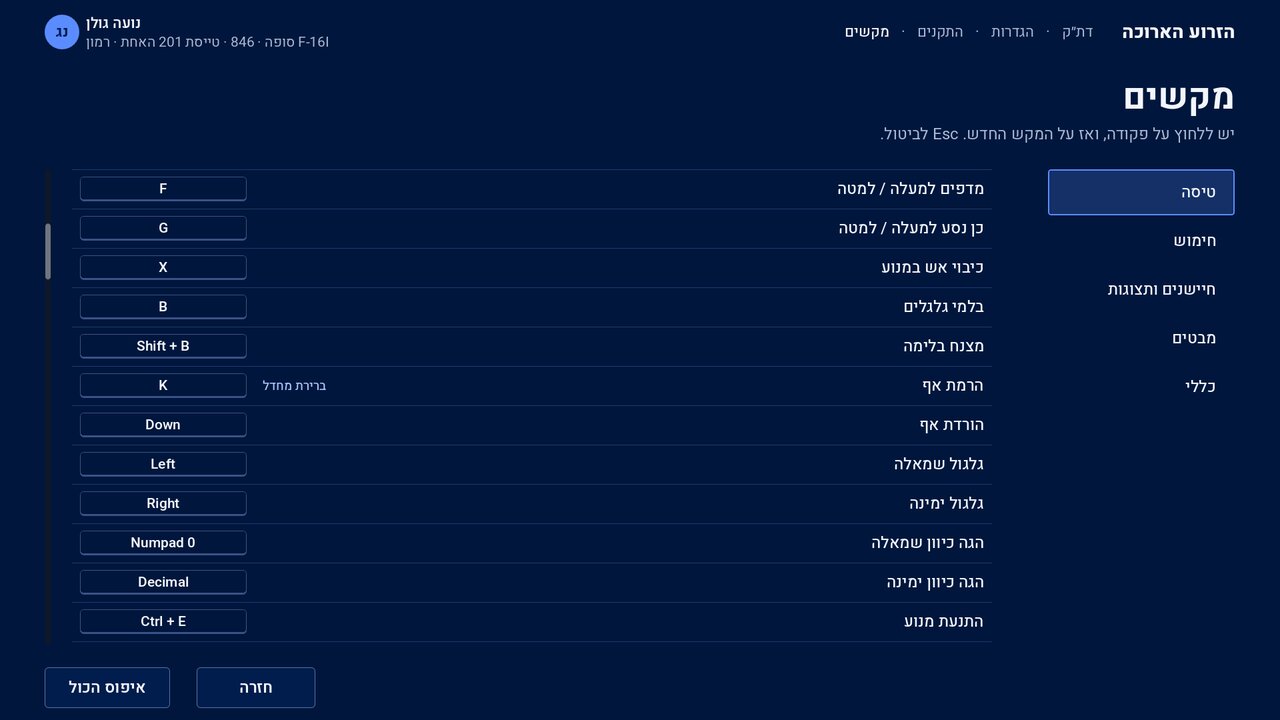 הזרוע הארוכה
דת״ק · הגדרות · התקנים · מקשים
נועה גולן
F-16I סופה · 846 · טייסת 201 האחת · רמון
נג
מקשים
יש ללחוץ על פקודה, ואז על המקש החדש. Esc לביטול.
טיסה
חימוש
חיישנים ותצוגות
מבטים
כללי
מדפים למעלה / למטה F
כן נסע למעלה / למטה G
כיבוי אש במנוע X
בלמי גלגלים B
מצנח בלימה Shift + B
הרמת אף ברירת מחדל K
הורדת אף Down
גלגול שמאלה Left
גלגול ימינה Right
הגה כיוון שמאלה Numpad 0
הגה כיוון ימינה Decimal
התנעת מנוע Ctrl + E
חזרה
איפוס הכול